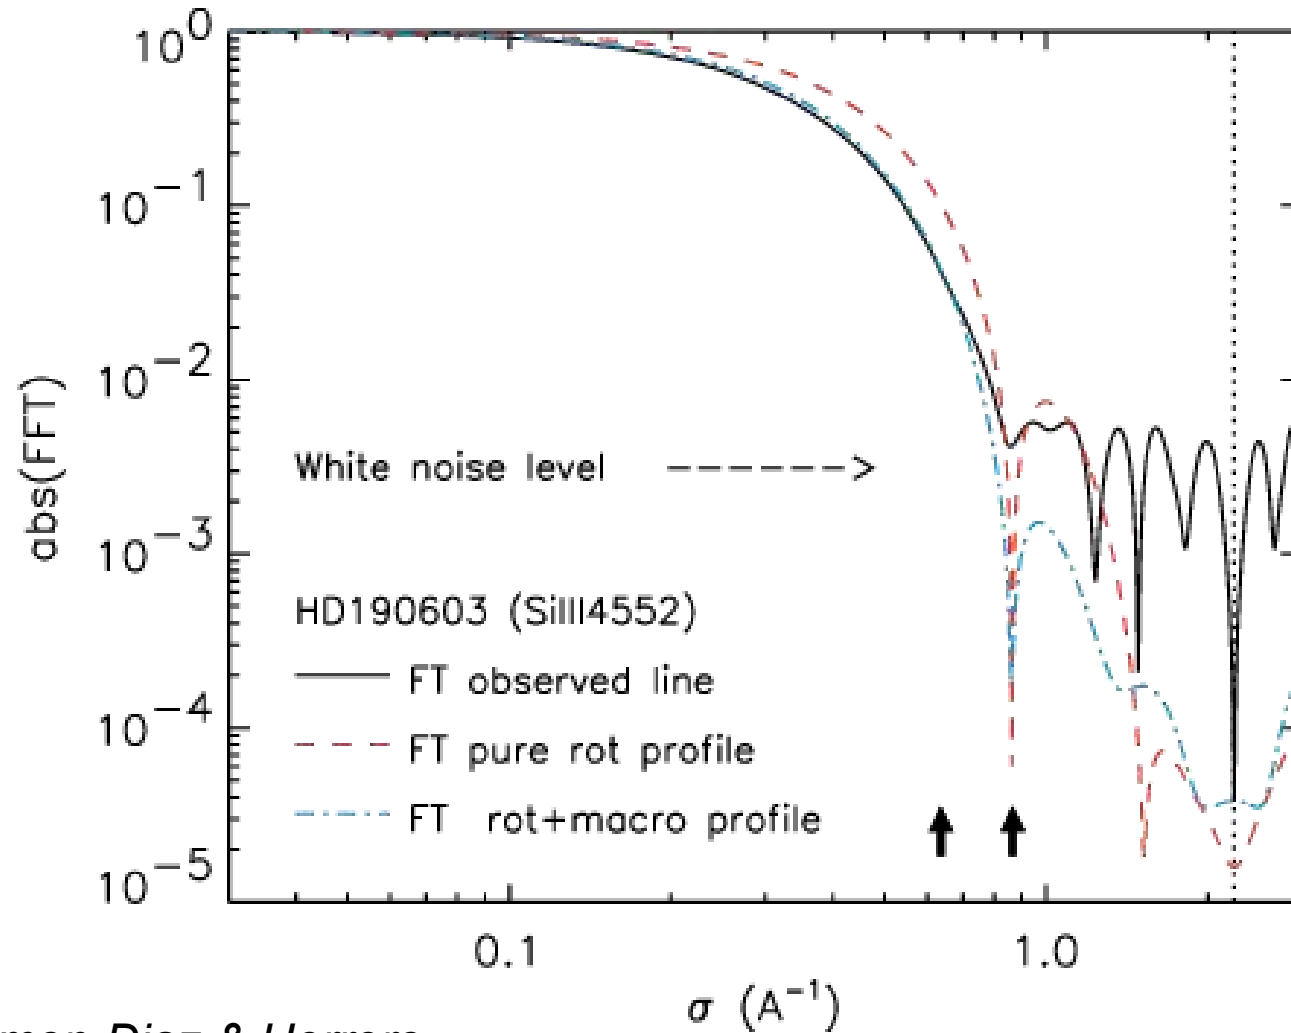 10⁰
10⁻¹
10⁻²
10⁻³
10⁻⁴
10⁻⁵
abs(FFT)
White noise level
HD190603 (SiIII4552)
FT observed line
FT pure rot profile
FT rot+macro profile
0.1
1.0
σ (A⁻¹)